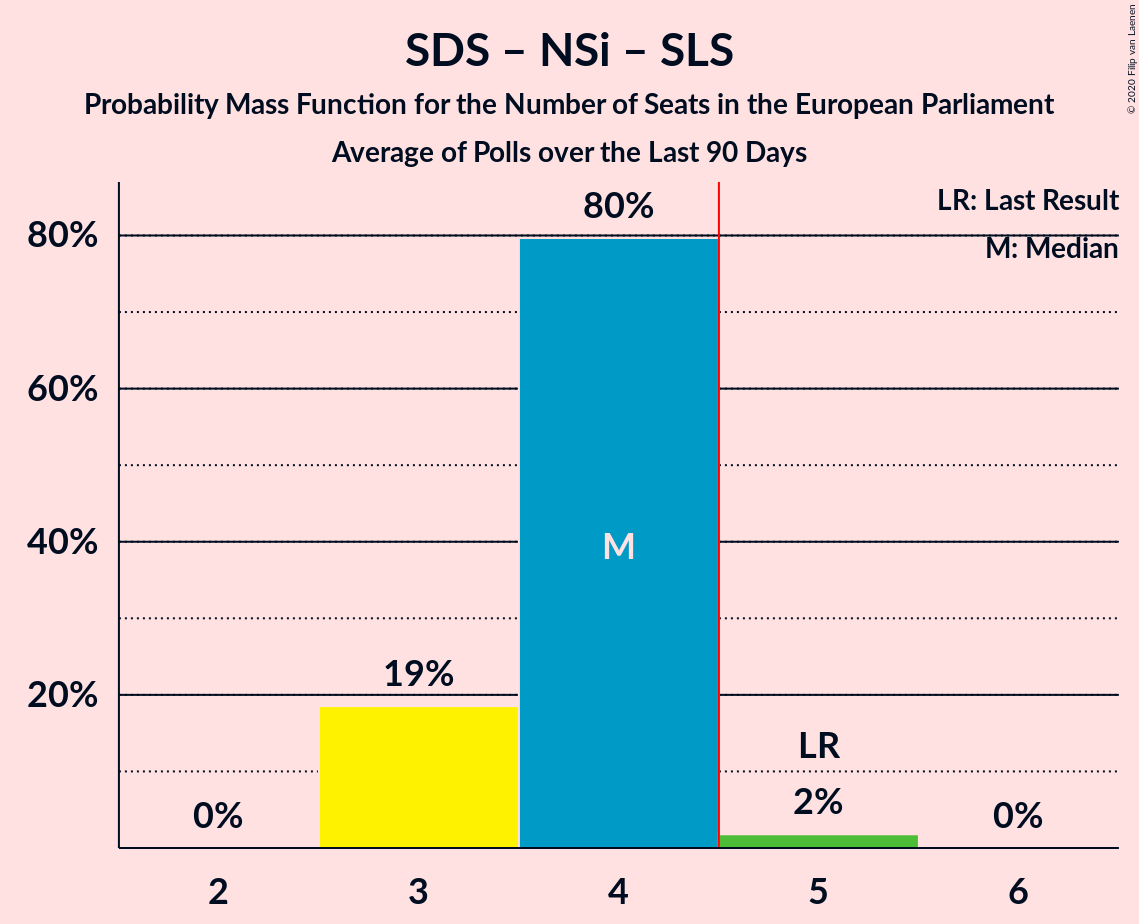 SDS – NSi – SLS
Probability Mass Function for the Number of Seats in the European Parliament
Average of Polls over the Last 90 Days
© 2020 Filip van Laenen
LR: Last Result
M: Median
80%
60%
40%
20%
0%
19%
80%
M
LR
2%
0%
2
3
4
5
6